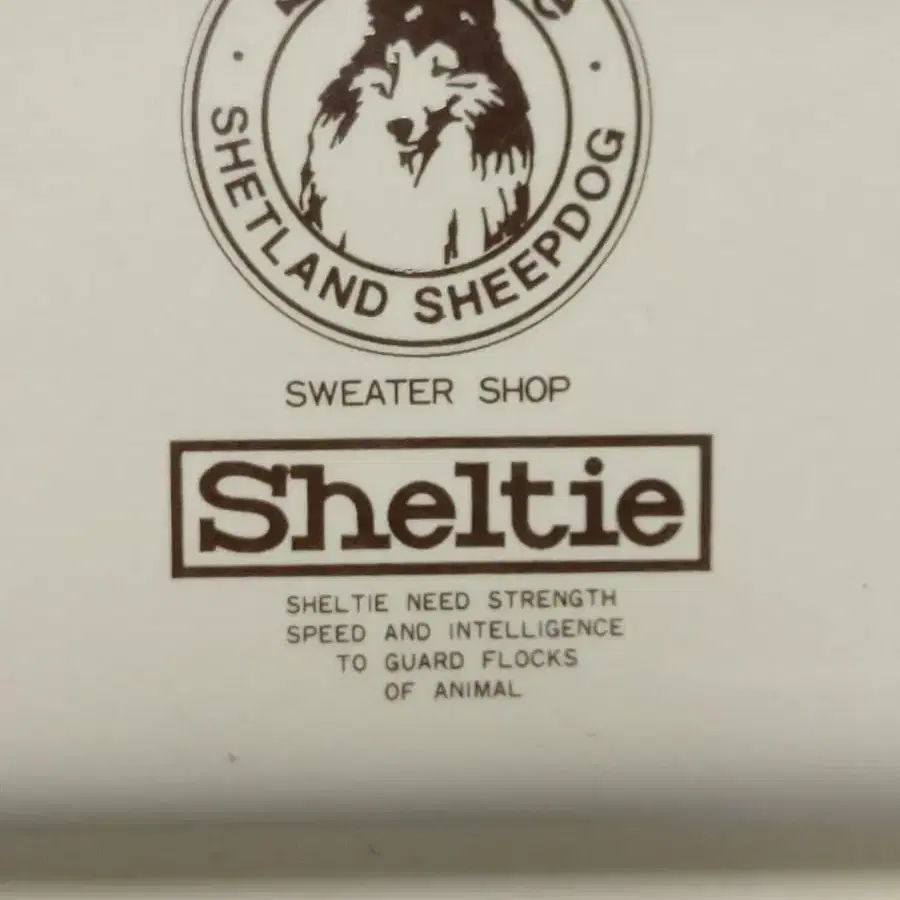 SHETLAND SHEEPDOG
SWEATER SHOP
Sheltie
SHELTIE NEED STRENGTH
SPEED AND INTELLIGENCE
TO GUARD FLOCKS
OF ANIMAL